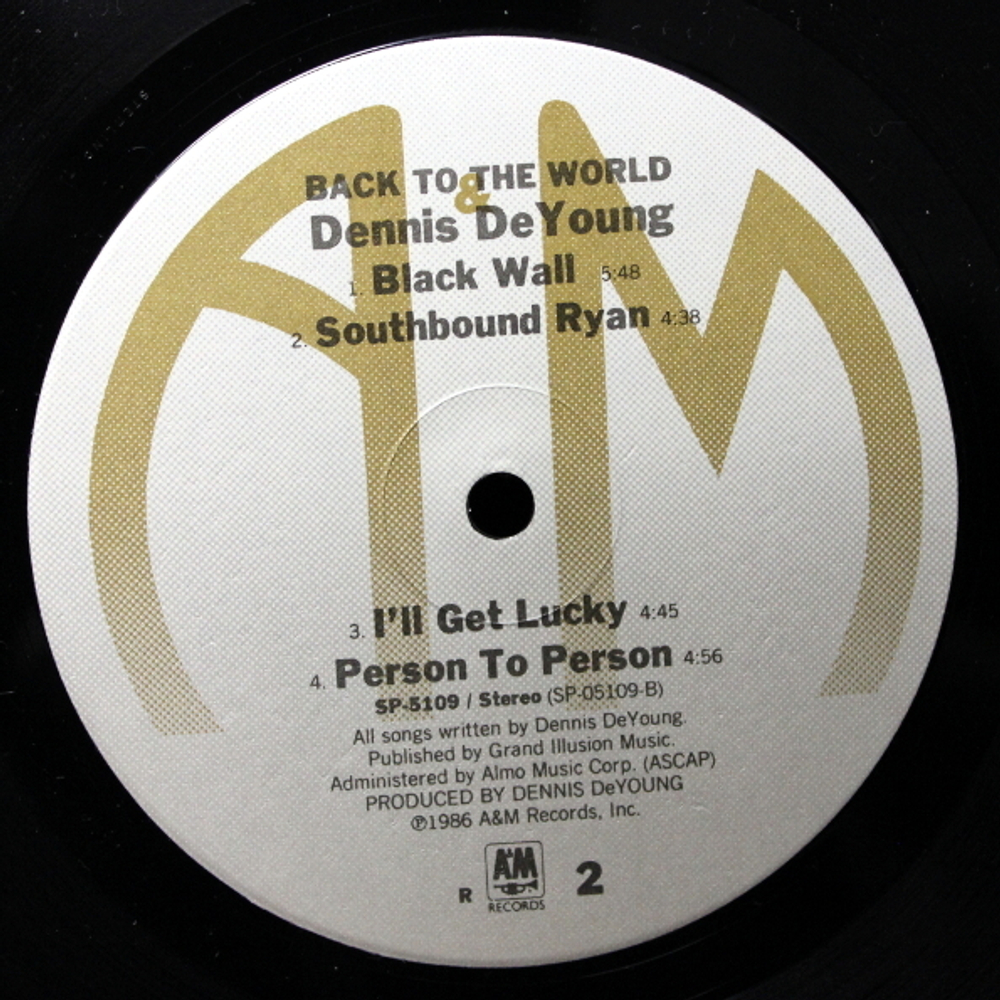 BACK TO THE WORLD
&
Dennis DeYoung
1. Black Wall 5:48
2. Southbound Ryan 4:38
3. I'll Get Lucky 4:45
4. Person To Person 4:56
SP-5109 / Stereo (SP-05109-B)
All songs written by Dennis DeYoung.
Published by Grand Illusion Music.
Administered by Almo Music Corp. (ASCAP)
PRODUCED BY DENNIS DeYOUNG
℗1986 A&M Records, Inc.
R A&M 2
RECORDS